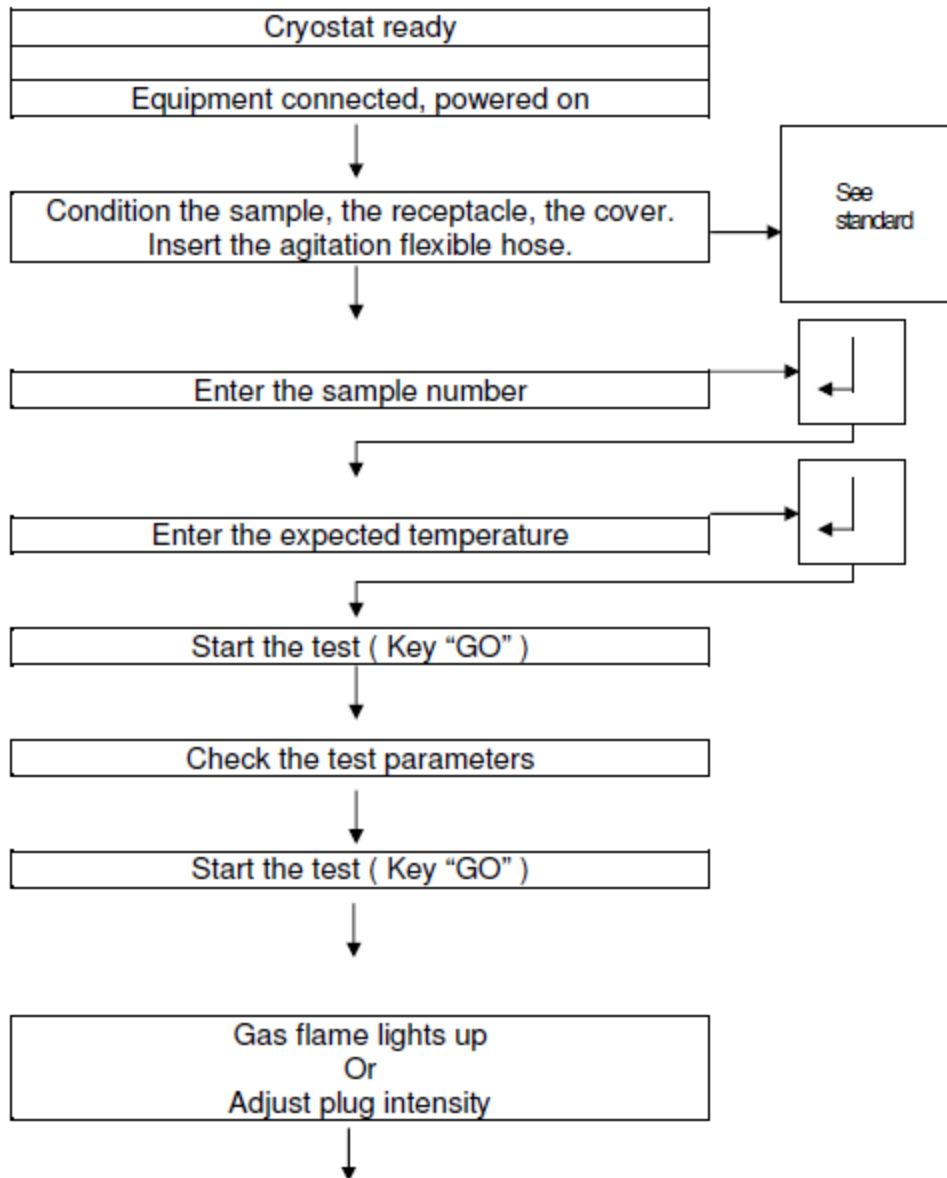 Cryostat ready
Equipment connected, powered on
Condition the sample, the receptacle, the cover.
Insert the agitation flexible hose.
See
standard
Enter the sample number
Enter the expected temperature
Start the test ( Key “GO” )
Check the test parameters
Start the test ( Key “GO” )
Gas flame lights up
Or
Adjust plug intensity